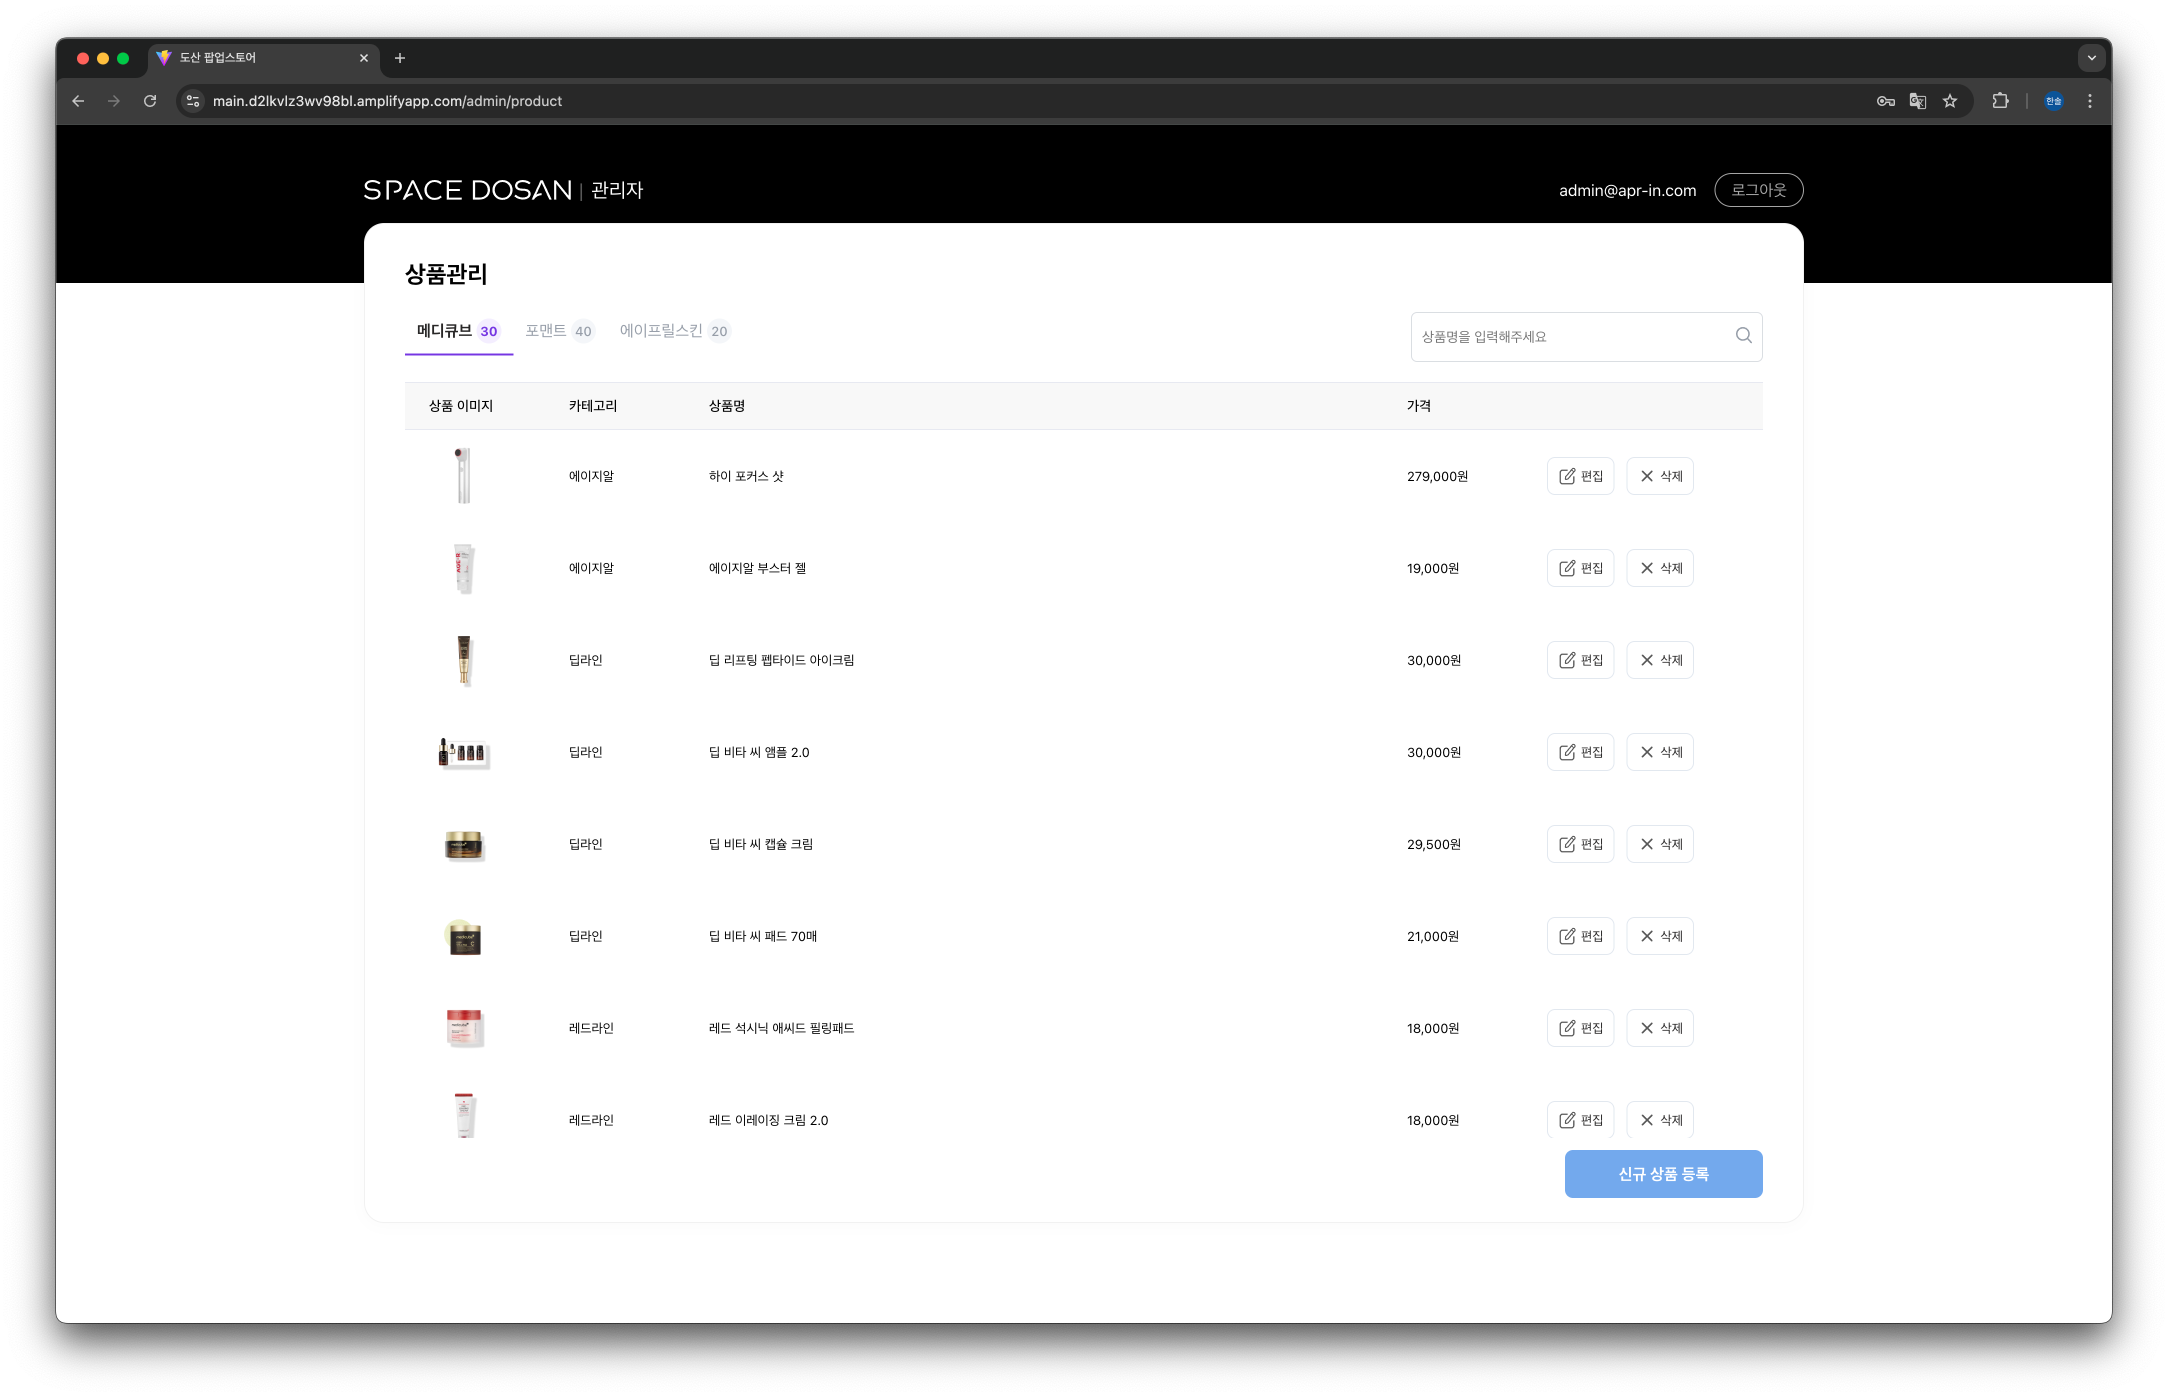 도산 팝업스토어
main.d2lkvlz3wv98bl.amplifyapp.com/admin/product
한솔
SPACE DOSAN | 관리자
admin@apr-in.com 로그아웃
상품관리
메디큐브 30 포맨트 40 에이프릴스킨 20
상품명을 입력해주세요
상품 이미지 카테고리 상품명 가격
에이지알 하이 포커스 샷 279,000원 편집 삭제
에이지알 에이지알 부스터 젤 19,000원 편집 삭제
딥라인 딥 리프팅 펩타이드 아이크림 30,000원 편집 삭제
딥라인 딥 비타 씨 앰플 2.0 30,000원 편집 삭제
딥라인 딥 비타 씨 캡슐 크림 29,500원 편집 삭제
딥라인 딥 비타 씨 패드 70매 21,000원 편집 삭제
레드라인 레드 석시닉 애씨드 필링패드 18,000원 편집 삭제
레드라인 레드 이레이징 크림 2.0 18,000원 편집 삭제
신규 상품 등록